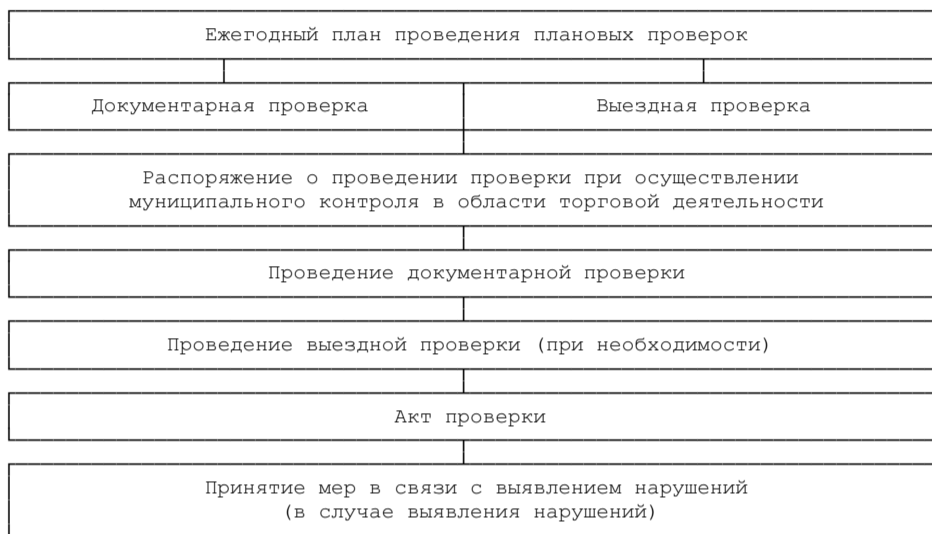 Ежегодный план проведения плановых проверок
Документарная проверка
Выездная проверка
Распоряжение о проведении проверки при осуществлении
муниципального контроля в области торговой деятельности
Проведение документарной проверки
Проведение выездной проверки (при необходимости)
Акт проверки
Принятие мер в связи с выявлением нарушений
(в случае выявления нарушений)